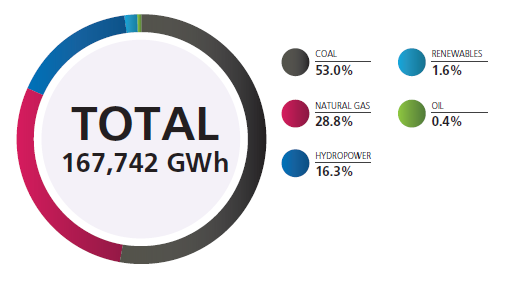 TOTAL
167,742 GWh
COAL
53.0%
NATURAL GAS
28.8%
HYDROPOWER
16.3%
RENEWABLES
1.6%
OIL
0.4%